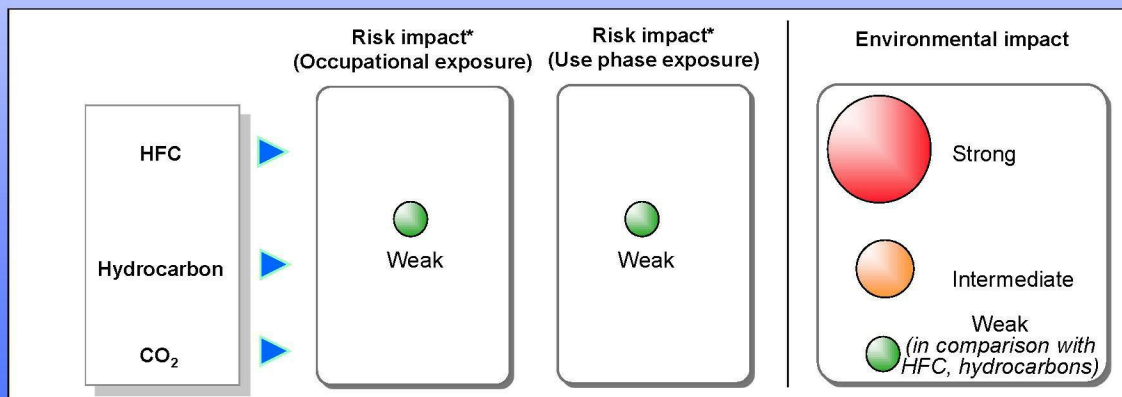 Risk impact*
(Occupational exposure)
Risk impact*
(Use phase exposure)
Environmental impact
HFC
Hydrocarbon
CO₂
Weak
Weak
Strong
Intermediate
Weak
(in comparison with
HFC, hydrocarbons)